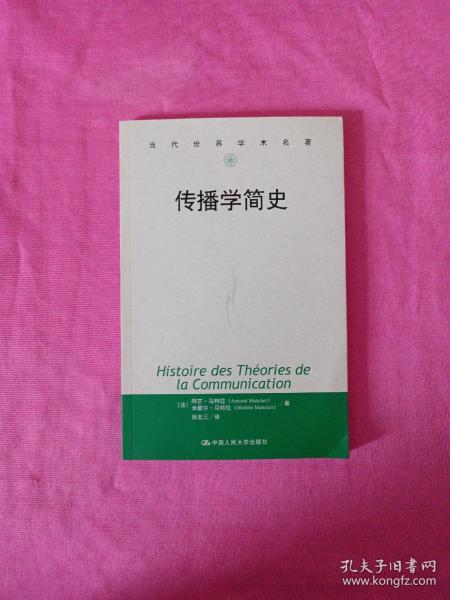 当代世界学术名著
传播学简史
Histoire des Théories de
la Communication
［法］ 阿芒·马特拉（Armand Mattelart）
米歇尔·马特拉（Michèle Mattelart） ／著
孙五三／译
中国人民大学出版社
孔夫子旧书网
www.kongfz.com